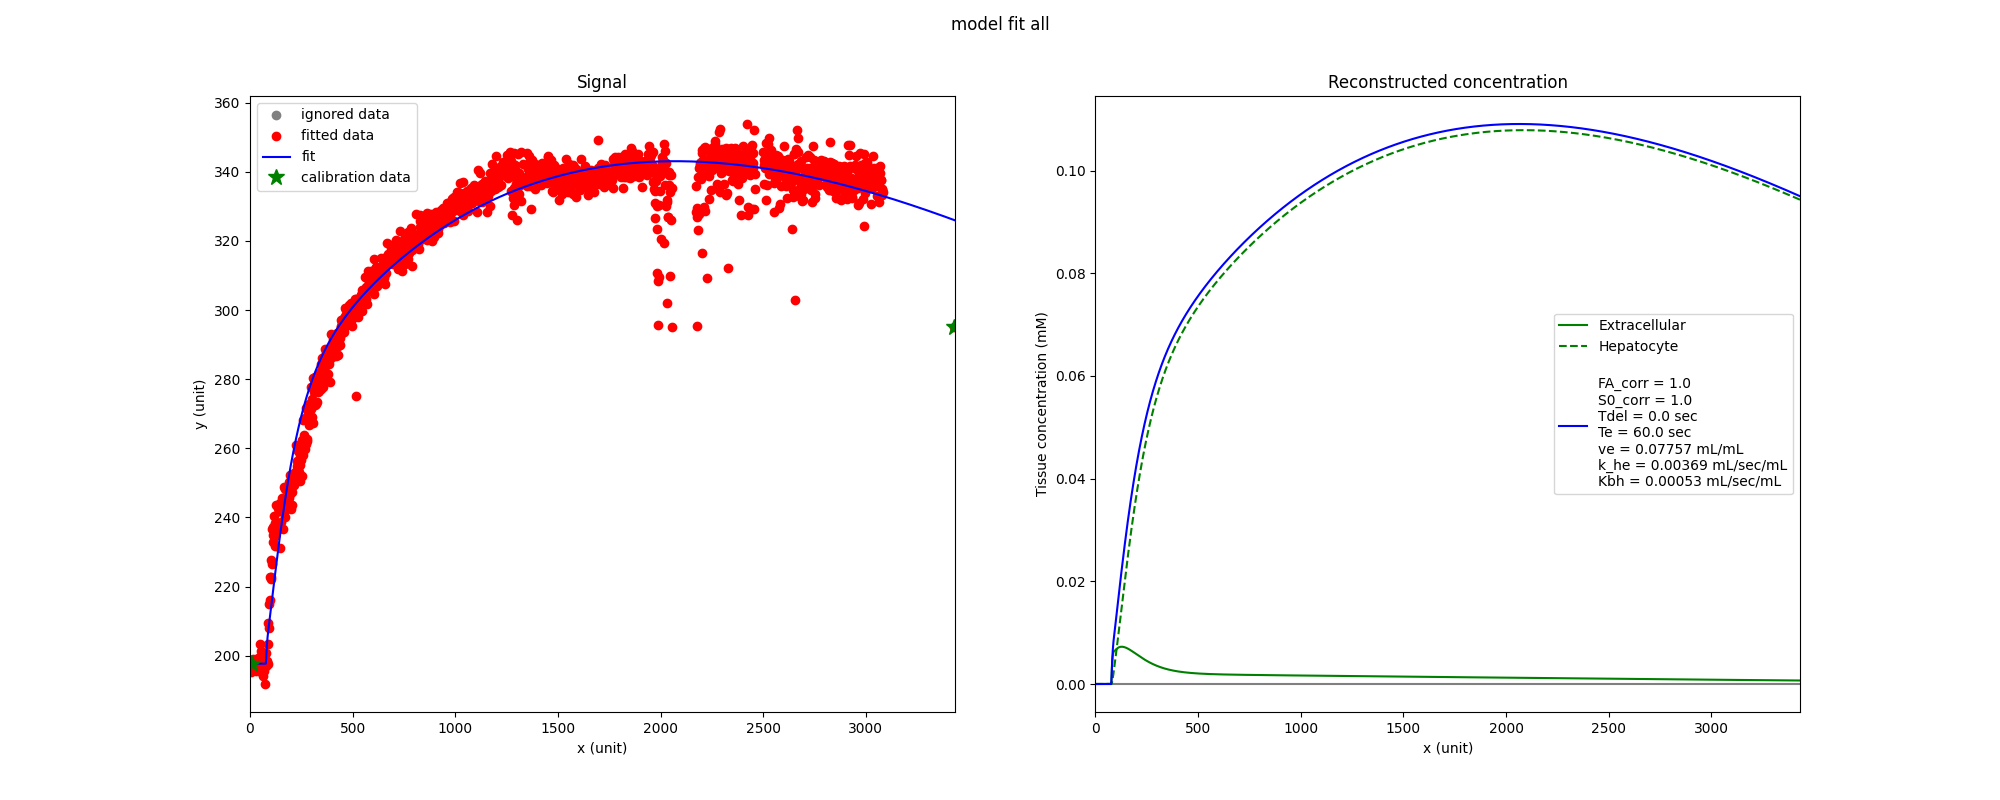 model fit all
Signal
360
340
320
300
280
260
240
220
200
y (unit)
0
500
1000
1500
2000
2500
3000
x (unit)
ignored data
fitted data
fit
calibration data
Reconstructed concentration
0.10
0.08
0.06
0.04
0.02
0.00
Tissue concentration (mM)
0
500
1000
1500
2000
2500
3000
x (unit)
Extracellular
Hepatocyte
FA_corr = 1.0
S0_corr = 1.0
Tdel = 0.0 sec
Te = 60.0 sec
ve = 0.07757 mL/mL
k_he = 0.00369 mL/sec/mL
Kbh = 0.00053 mL/sec/mL